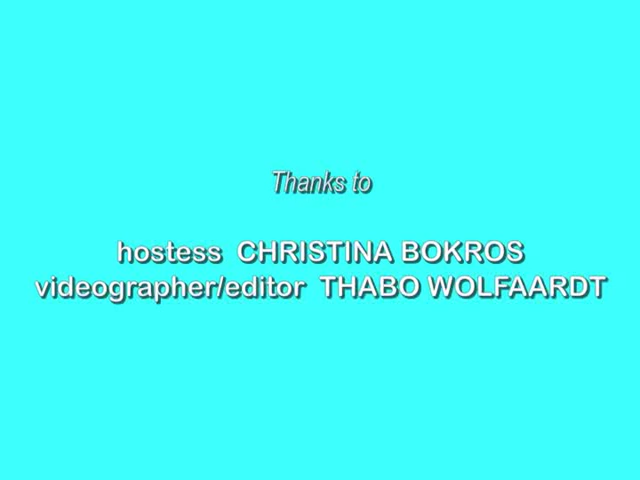 Thanks to
hostess CHRISTINA BOKROS
videographer/editor THABO WOLFAARDT